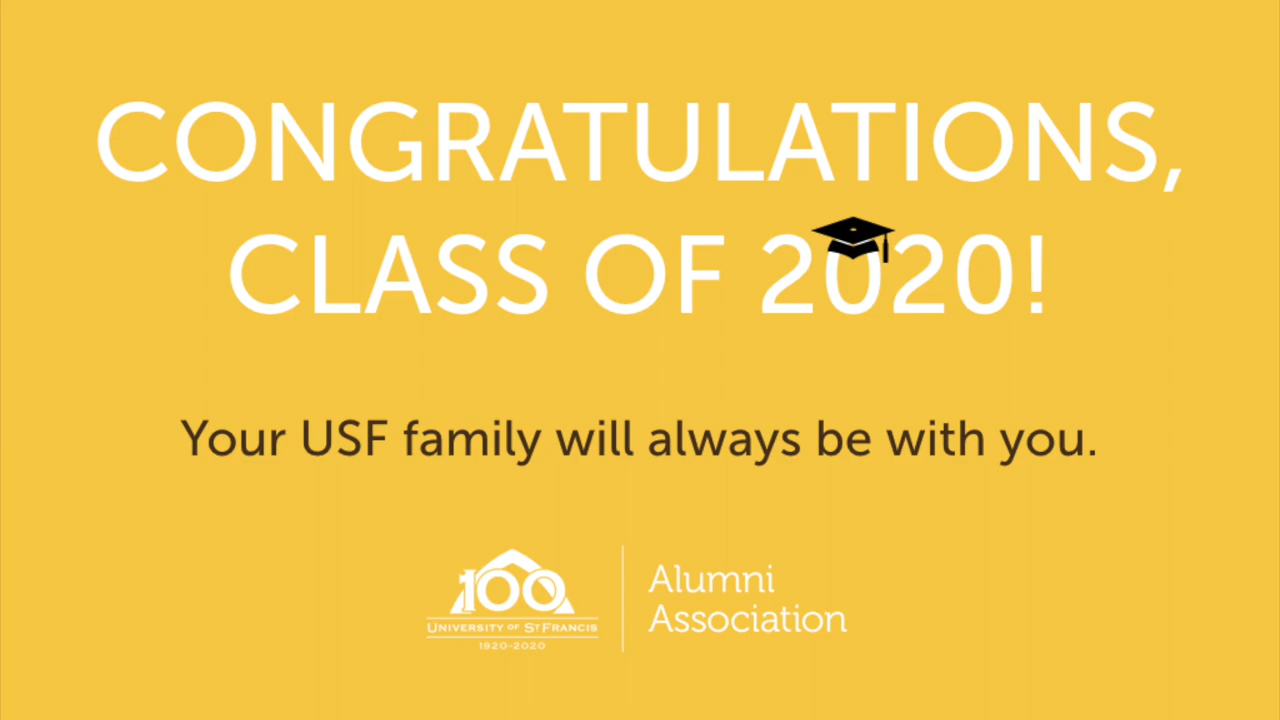 CONGRATULATIONS,
CLASS OF 2020!
Your USF family will always be with you.
100
UNIVERSITY OF ST FRANCIS
1920-2020
Alumni
Association